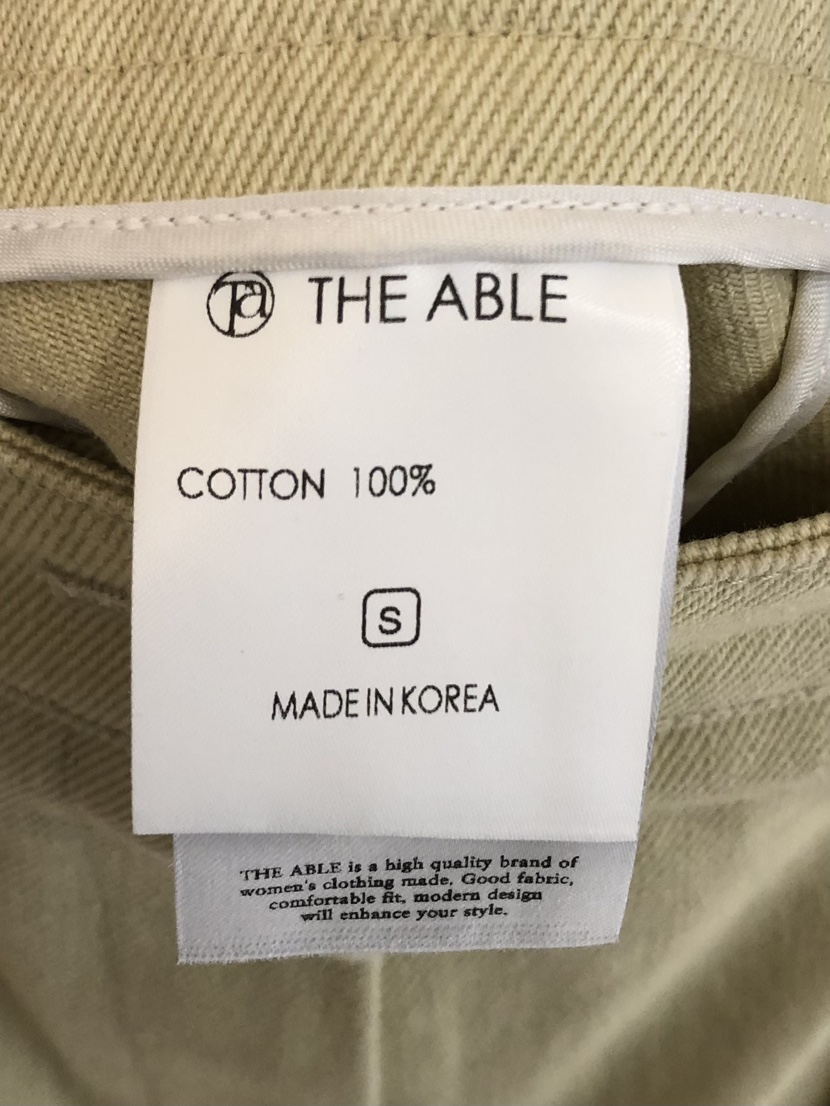 Ta THE ABLE
COTTON 100%
S
MADE IN KOREA
THE ABLE is a high quality brand of
women's clothing made. Good fabric,
comfortable fit, modern design
will enhance your style.